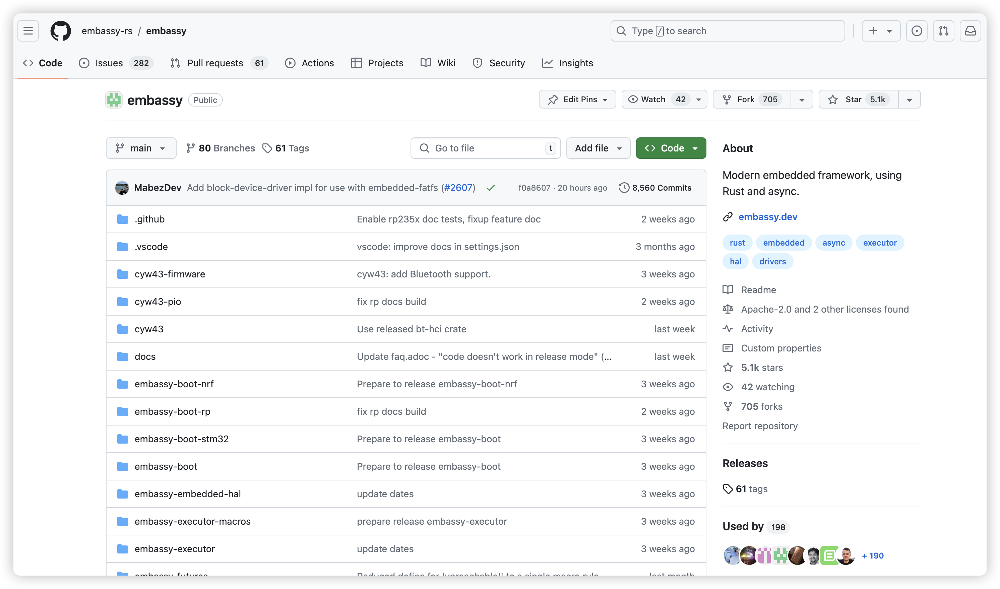 embassy-rs / embassy
Type / to search
Code
Issues 282
Pull requests 61
Actions
Projects
Wiki
Security
Insights
embassy Public
Edit Pins
Watch 42
Fork 705
Star 5.1k
main
80 Branches
61 Tags
Go to file t
Add file
Code
MabezDev Add block-device-driver impl for use with embedded-fatfs (#2607) f0a8607 · 20 hours ago 8,560 Commits
.github Enable rp235x doc tests, fixup feature doc 2 weeks ago
.vscode vscode: improve docs in settings.json 3 months ago
cyw43-firmware cyw43: add Bluetooth support. 3 weeks ago
cyw43-pio fix rp docs build 2 weeks ago
cyw43 Use released bt-hci crate last week
docs Update faq.adoc - "code doesn't work in release mode" (... last week
embassy-boot-nrf Prepare to release embassy-boot-nrf 3 weeks ago
embassy-boot-rp fix rp docs build 2 weeks ago
embassy-boot-stm32 Prepare to release embassy-boot 3 weeks ago
embassy-boot Prepare to release embassy-boot 3 weeks ago
embassy-embedded-hal update dates 3 weeks ago
embassy-executor-macros prepare release embassy-executor 3 weeks ago
embassy-executor update dates 3 weeks ago
embassy-futures Reduced define for 'unreachable!' to a single macro rule last month
About
Modern embedded framework, using
Rust and async.
embassy.dev
rust embedded async executor
hal drivers
Readme
Apache-2.0 and 2 other licenses found
Activity
Custom properties
5.1k stars
42 watching
705 forks
Report repository
Releases
61 tags
Used by 198
+ 190